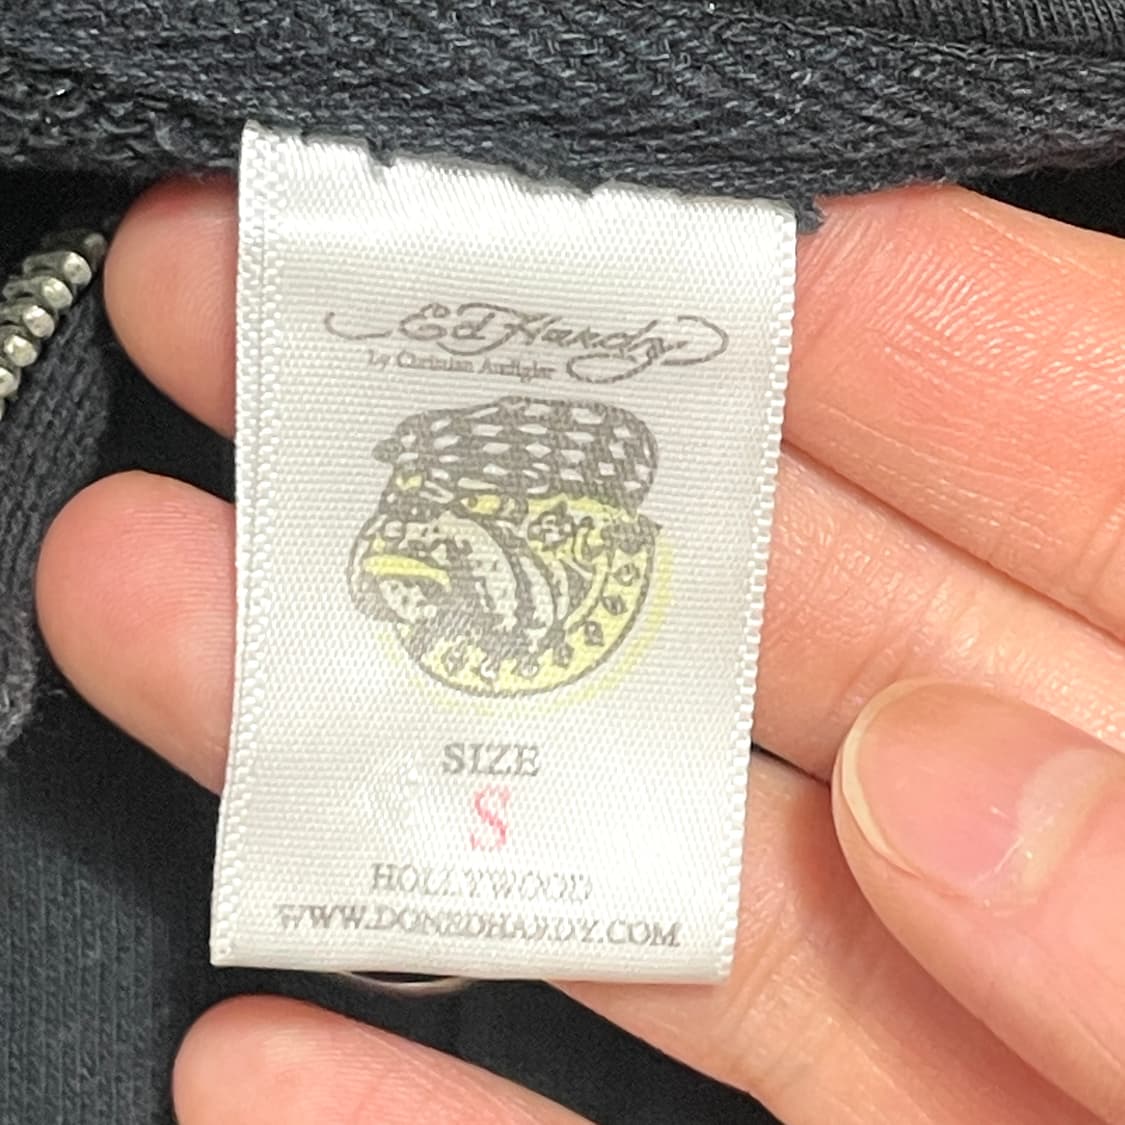 Ed Hardy
by Christian Audigier
SIZE
S
HOLLYWOOD
WWW.DONEDHARDY.COM